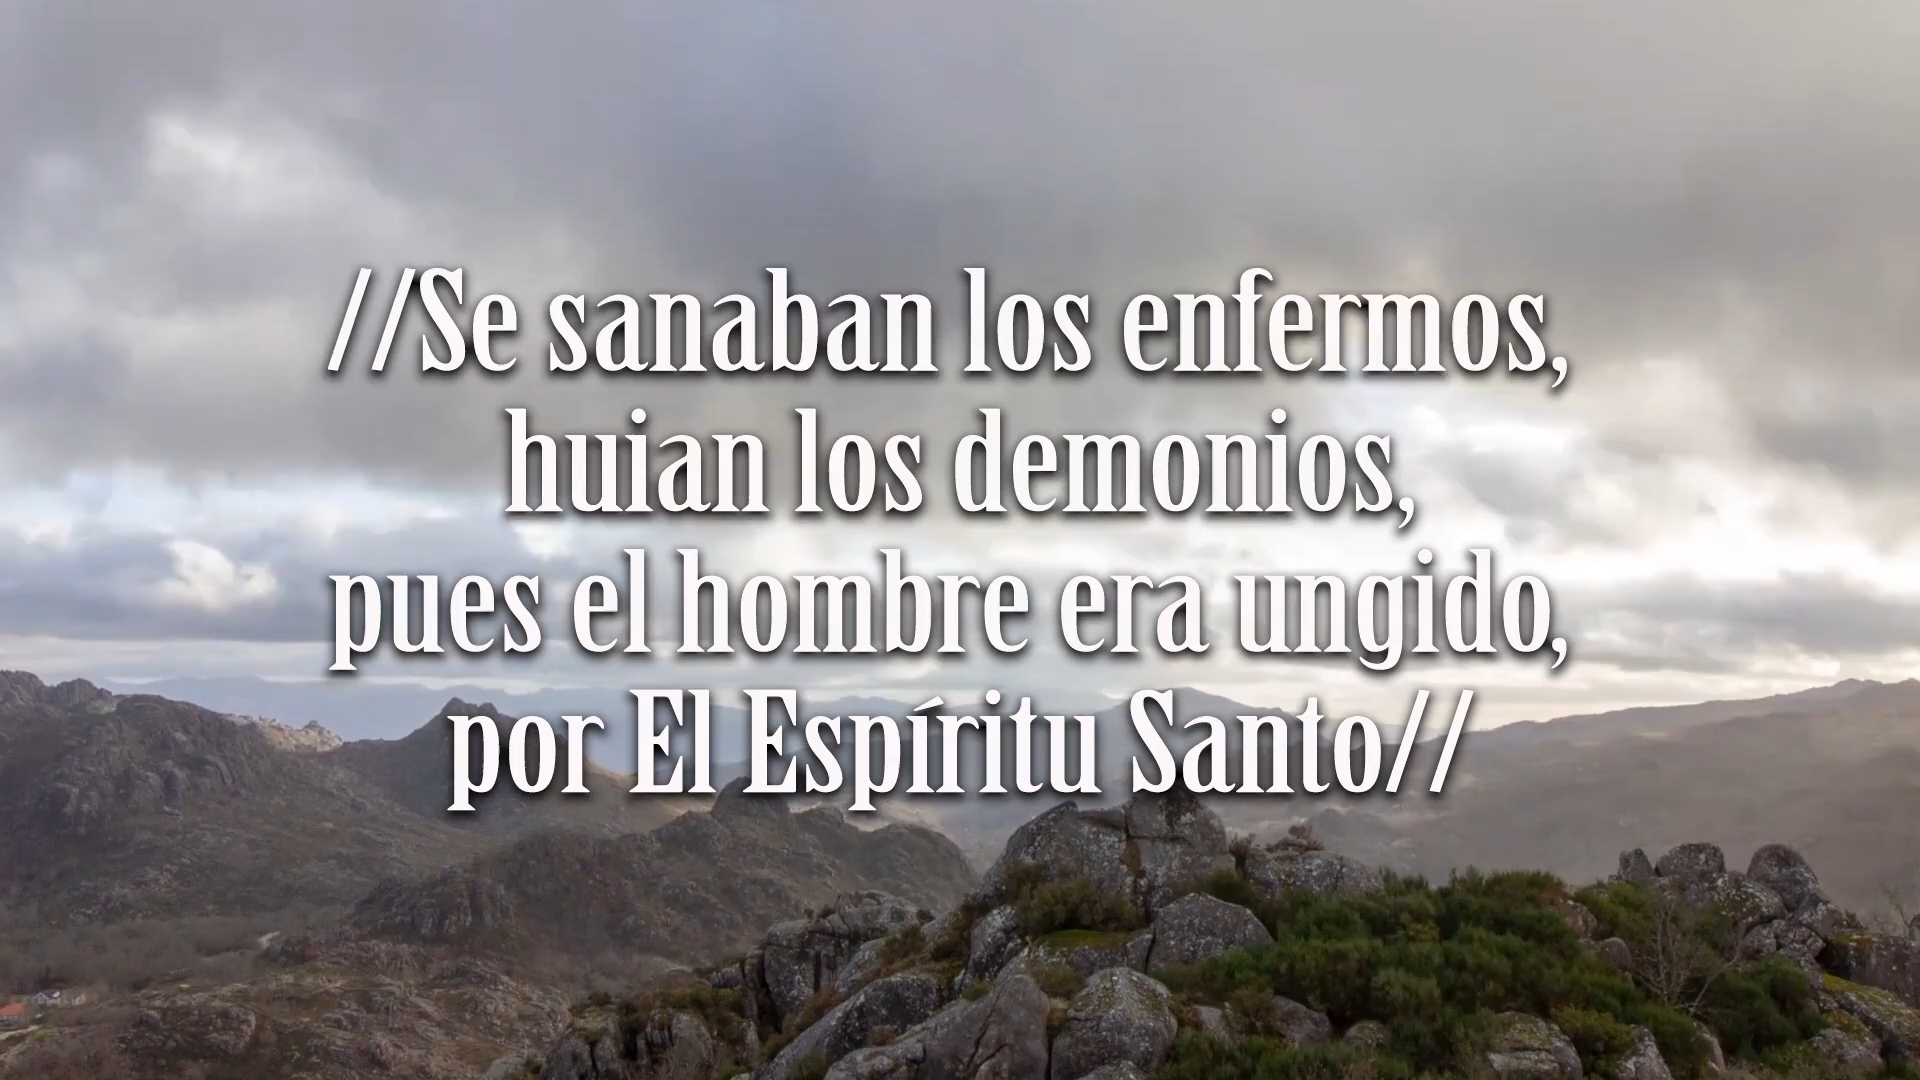 //Se sanaban los enfermos,
huian los demonios,
pues el hombre era ungido,
por El Espíritu Santo//